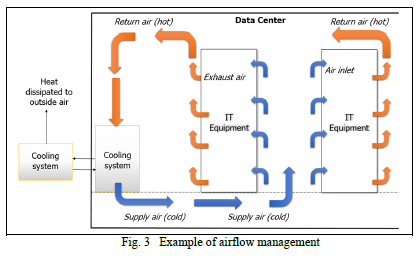 Return air (hot)
Data Center
Return air (hot)
Heat
dissipated to
outside air
Exhaust air
Air inlet
IT
Equipment
IT
Equipment
Cooling
system
Cooling
system
Supply air (cold)
Supply air (cold)
Fig. 3 Example of airflow management